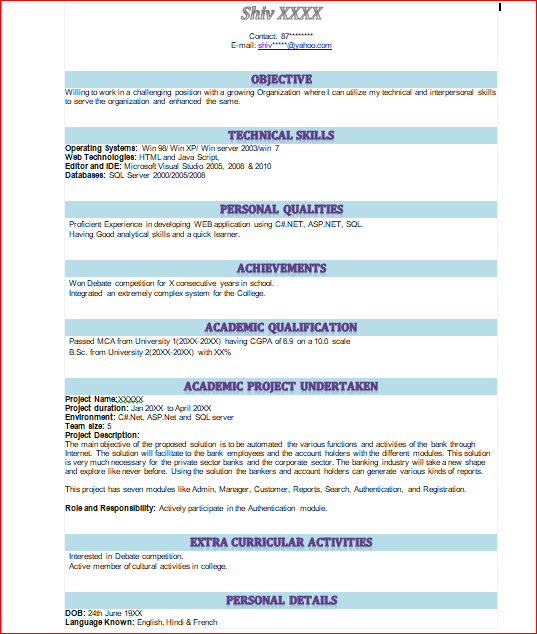 Shiv XXXX
Contact: 87********
E-mail: shiv*****@yahoo.com
OBJECTIVE
Willing to work in a challenging position with a growing Organization where I can utilize my technical and interpersonal skills
to serve the organization and enhanced the same.
TECHNICAL SKILLS
Operating Systems: Win 98/ Win XP/ Win server 2003/win 7
Web Technologies: HTML and Java Script,
Editor and IDE: Microsoft Visual Studio 2005, 2008 & 2010
Databases: SQL Server 2000/2005/2008
PERSONAL QUALITIES
Proficient Experience in developing WEB application using C#.NET, ASP.NET, SQL.
Having Good analytical skills and a quick learner.
ACHIEVEMENTS
Won Debate competition for X consecutive years in school.
Integrated an extremely complex system for the College.
ACADEMIC QUALIFICATION
Passed MCA from University 1(20XX-20XX) having CGPA of 6.9 on a 10.0 scale
B.Sc. from University 2(20XX-20XX) with XX%
ACADEMIC PROJECT UNDERTAKEN
Project Name:XXXXX
Project duration: Jan 20XX to April 20XX
Environment: C#.Net, ASP.Net and SQL server
Team size: 5
Project Description:
The main objective of the proposed solution is to be automated the various functions and activities of the bank through
Internet. The solution will facilitate to the bank employees and the account holders with the different modules. This solution
is very much necessary for the private sector banks and the corporate sector. The banking industry will take a new shape
and explore like never before. Using the solution the bankers and account holders can generate various kinds of reports.
This project has seven modules like Admin, Manager, Customer, Reports, Search, Authentication, and Registration.
Role and Responsibility: Actively participate in the Authentication module.
EXTRA CURRICULAR ACTIVITIES
Interested in Debate competition.
Active member of cultural activities in college.
PERSONAL DETAILS
DOB: 24th June 19XX
Language Known: English, Hindi & French